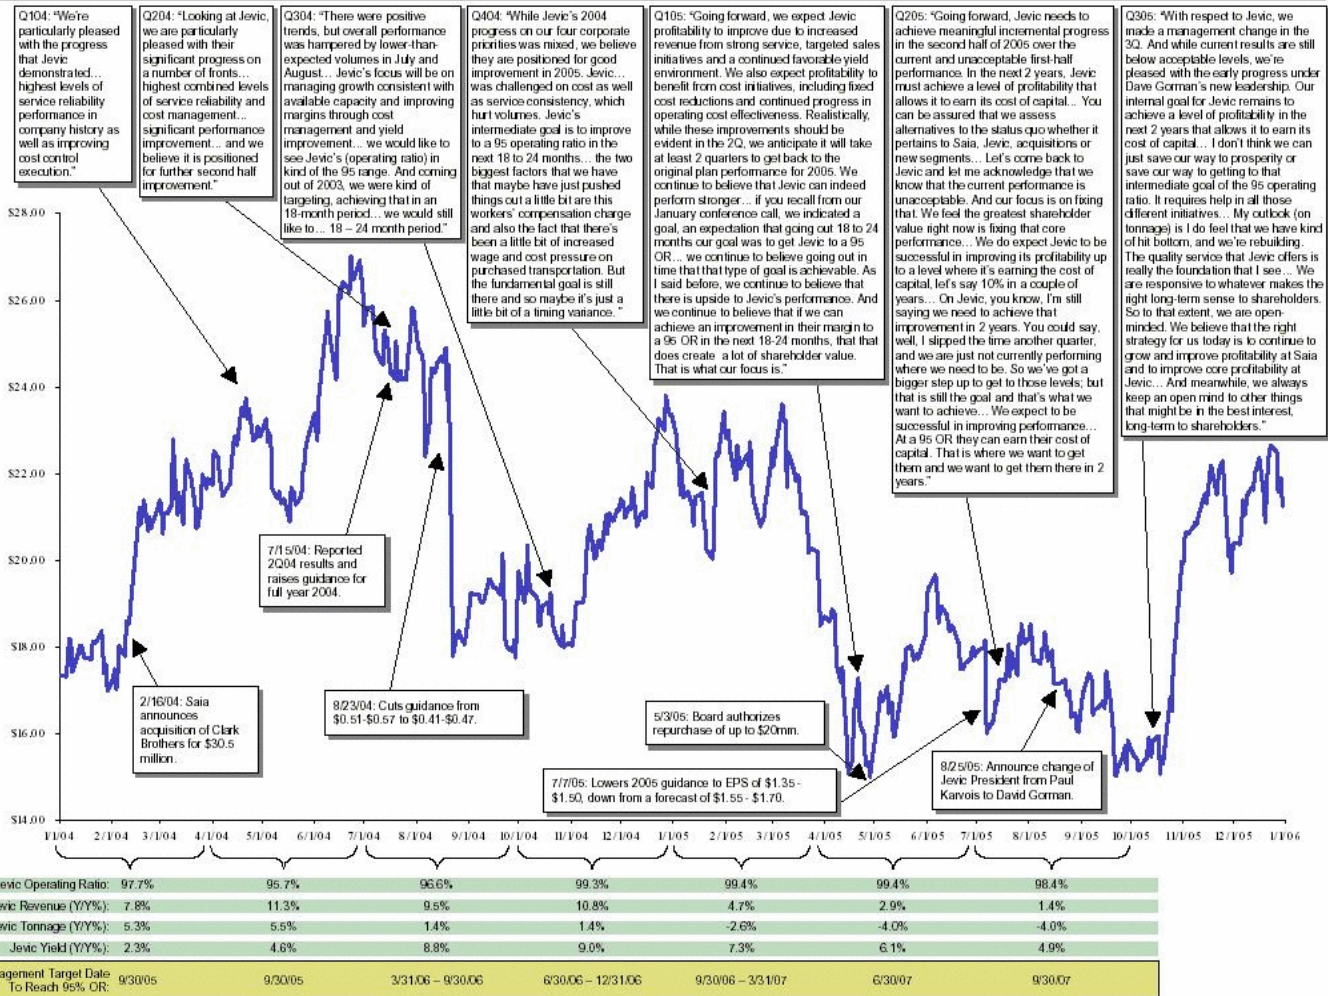 Q104: “We’re
particularly pleased
with the progress
that Jevic
demonstrated...
highest levels of
service reliability
performance in
company history as
well as improving
cost control
execution.”
Q204: “Looking at Jevic,
we are particularly
pleased with their
significant progress on
a number of fronts...
highest combined levels
of service reliability and
cost management...
significant performance
improvement... and we
believe it is positioned
for further second half
improvement.”
Q304: “There were positive
trends, but overall performance
was hampered by lower-than-
expected volumes in July and
August... Jevic’s focus will be on
managing growth consistent with
available capacity and improving
margins through cost
management and yield
improvement... we would like to
see Jevic’s (operating ratio) in
kind of the 95 range. And coming
out of 2003, we were kind of
targeting, achieving that in an
18-month period... we would still
like to... 18 – 24 month period.”
Q404: “While Jevic’s 2004
progress on our four corporate
priorities was mixed, we believe
they are positioned for good
improvement in 2005. Jevic...
was challenged on cost as well
as service consistency, which
hurt volumes. Jevic’s
intermediate goal is to improve
to a 95 operating ratio in the
next 18 to 24 months... the two
biggest factors that we have
that maybe have just pushed
things out a little bit are this
workers’ compensation charge
and also the fact that there’s
been a little bit of increased
wage and cost pressure on
purchased transportation. But
the fundamental goal is still
there and so maybe it’s just a
little bit of a timing variance. ”
Q105: “Going forward, we expect Jevic
profitability to improve due to increased
revenue from strong service, targeted sales
initiatives and a continued favorable yield
environment. We also expect profitability to
benefit from cost initiatives, including fixed
cost reductions and continued progress in
operating cost effectiveness. Realistically,
while these improvements should be
evident in the 2Q, we anticipate it will take
at least 2 quarters to get back to the
original plan performance for 2005. We
continue to believe that Jevic can indeed
perform stronger... if you recall from our
January conference call, we indicated a
goal, an expectation that going out 18 to 24
months our goal was to get Jevic to a 95
OR... we continue to believe going out in
time that that type of goal is achievable. As
I said before, we continue to believe that
there is upside to Jevic’s performance. And
we continue to believe that if we can
achieve an improvement in their margin to
a 95 OR in the next 18-24 months, that that
does create a lot of shareholder value.
That is what our focus is.”
Q205: “Going forward, Jevic needs to
achieve meaningful incremental progress
in the second half of 2005 over the
current and unacceptable first-half
performance. In the next 2 years, Jevic
must achieve a level of profitability that
allows it to earn its cost of capital... You
can be assured that we assess
alternatives to the status quo whether it
pertains to Saia, Jevic, acquisitions or
new segments... Let’s come back to
Jevic and let me acknowledge that we
know that the current performance is
unacceptable. And our focus is on fixing
that. We feel the greatest shareholder
value right now is fixing that core
performance... We do expect Jevic to be
successful in improving its profitability up
to a level where it’s earning the cost of
capital, let’s say 10% in a couple of
years... On Jevic, you know, I’m still
saying we need to achieve that
improvement in 2 years. You could say,
well, I slipped the time another quarter,
and we are just not currently performing
where we need to be. So we’ve got a
bigger step up to get to those levels; but
that is still the goal and that’s what we
want to achieve... We expect to be
successful in improving performance...
At a 95 OR they can earn their cost of
capital. That is where we want to get
them and we want to get them there in 2
years.”
Q305: “With respect to Jevic, we
made a management change in the
3Q. And while current results are still
below acceptable levels, we’re
pleased with the early progress under
Dave Gorman’s new leadership. Our
internal goal for Jevic remains to
achieve a level of profitability in the
next 2 years that allows it to earn its
cost of capital... I don’t think we can
just save our way to prosperity or
save our way to getting to that
intermediate goal of the 95 operating
ratio. It requires help in all those
different initiatives... My outlook (on
tonnage) is I do feel that we have kind
of hit bottom, and we’re rebuilding.
The quality service that Jevic offers is
really the foundation that I see... We
are responsive to whatever makes the
right long-term sense to shareholders.
So to that extent, we are open-
minded. We believe that the right
strategy for us today is to continue to
grow and improve profitability at Saia
and to improve core profitability at
Jevic... And meanwhile, we always
keep an open mind to other things
that might be in the best interest,
long-term to shareholders.”
$28.00
$26.00
$24.00
$22.00
$20.00
$18.00
$16.00
$14.00
7/15/04: Reported
2Q04 results and
raises guidance for
full year 2004.
2/16/04: Saia
announces
acquisition of Clark
Brothers for $30.5
million.
8/23/04: Cuts guidance from
$0.51-$0.57 to $0.41-$0.47.
5/3/05: Board authorizes
repurchase of up to $20mm.
7/7/05: Lowers 2005 guidance to EPS of $1.35 -
$1.50, down from a forecast of $1.55 - $1.70.
8/25/05: Announce change of
Jevic President from Paul
Karvois to David Gorman.
1/1/04 2/1/04 3/1/04 4/1/04 5/1/04 6/1/04 7/1/04 8/1/04 9/1/04 10/1/04 11/1/04 12/1/04 1/1/05 2/1/05 3/1/05 4/1/05 5/1/05 6/1/05 7/1/05 8/1/05 9/1/05 10/1/05 11/1/05 12/1/05 1/1/06
evic Operating Ratio: 97.7% 95.7% 96.6% 99.3% 99.4% 99.4% 98.4%
evic Revenue (Y/Y%): 7.8% 11.3% 9.5% 10.8% 4.7% 2.9% 1.4%
evic Tonnage (Y/Y%): 5.3% 5.5% 1.4% 1.4% -2.6% -4.0% -4.0%
Jevic Yield (Y/Y%): 2.3% 4.6% 8.8% 9.0% 7.3% 6.1% 4.9%
agement Target Date
To Reach 95% OR: 9/30/05 9/30/05 3/31/06 – 9/30/06 6/30/06 – 12/31/06 9/30/06 – 3/31/07 6/30/07 9/30/07